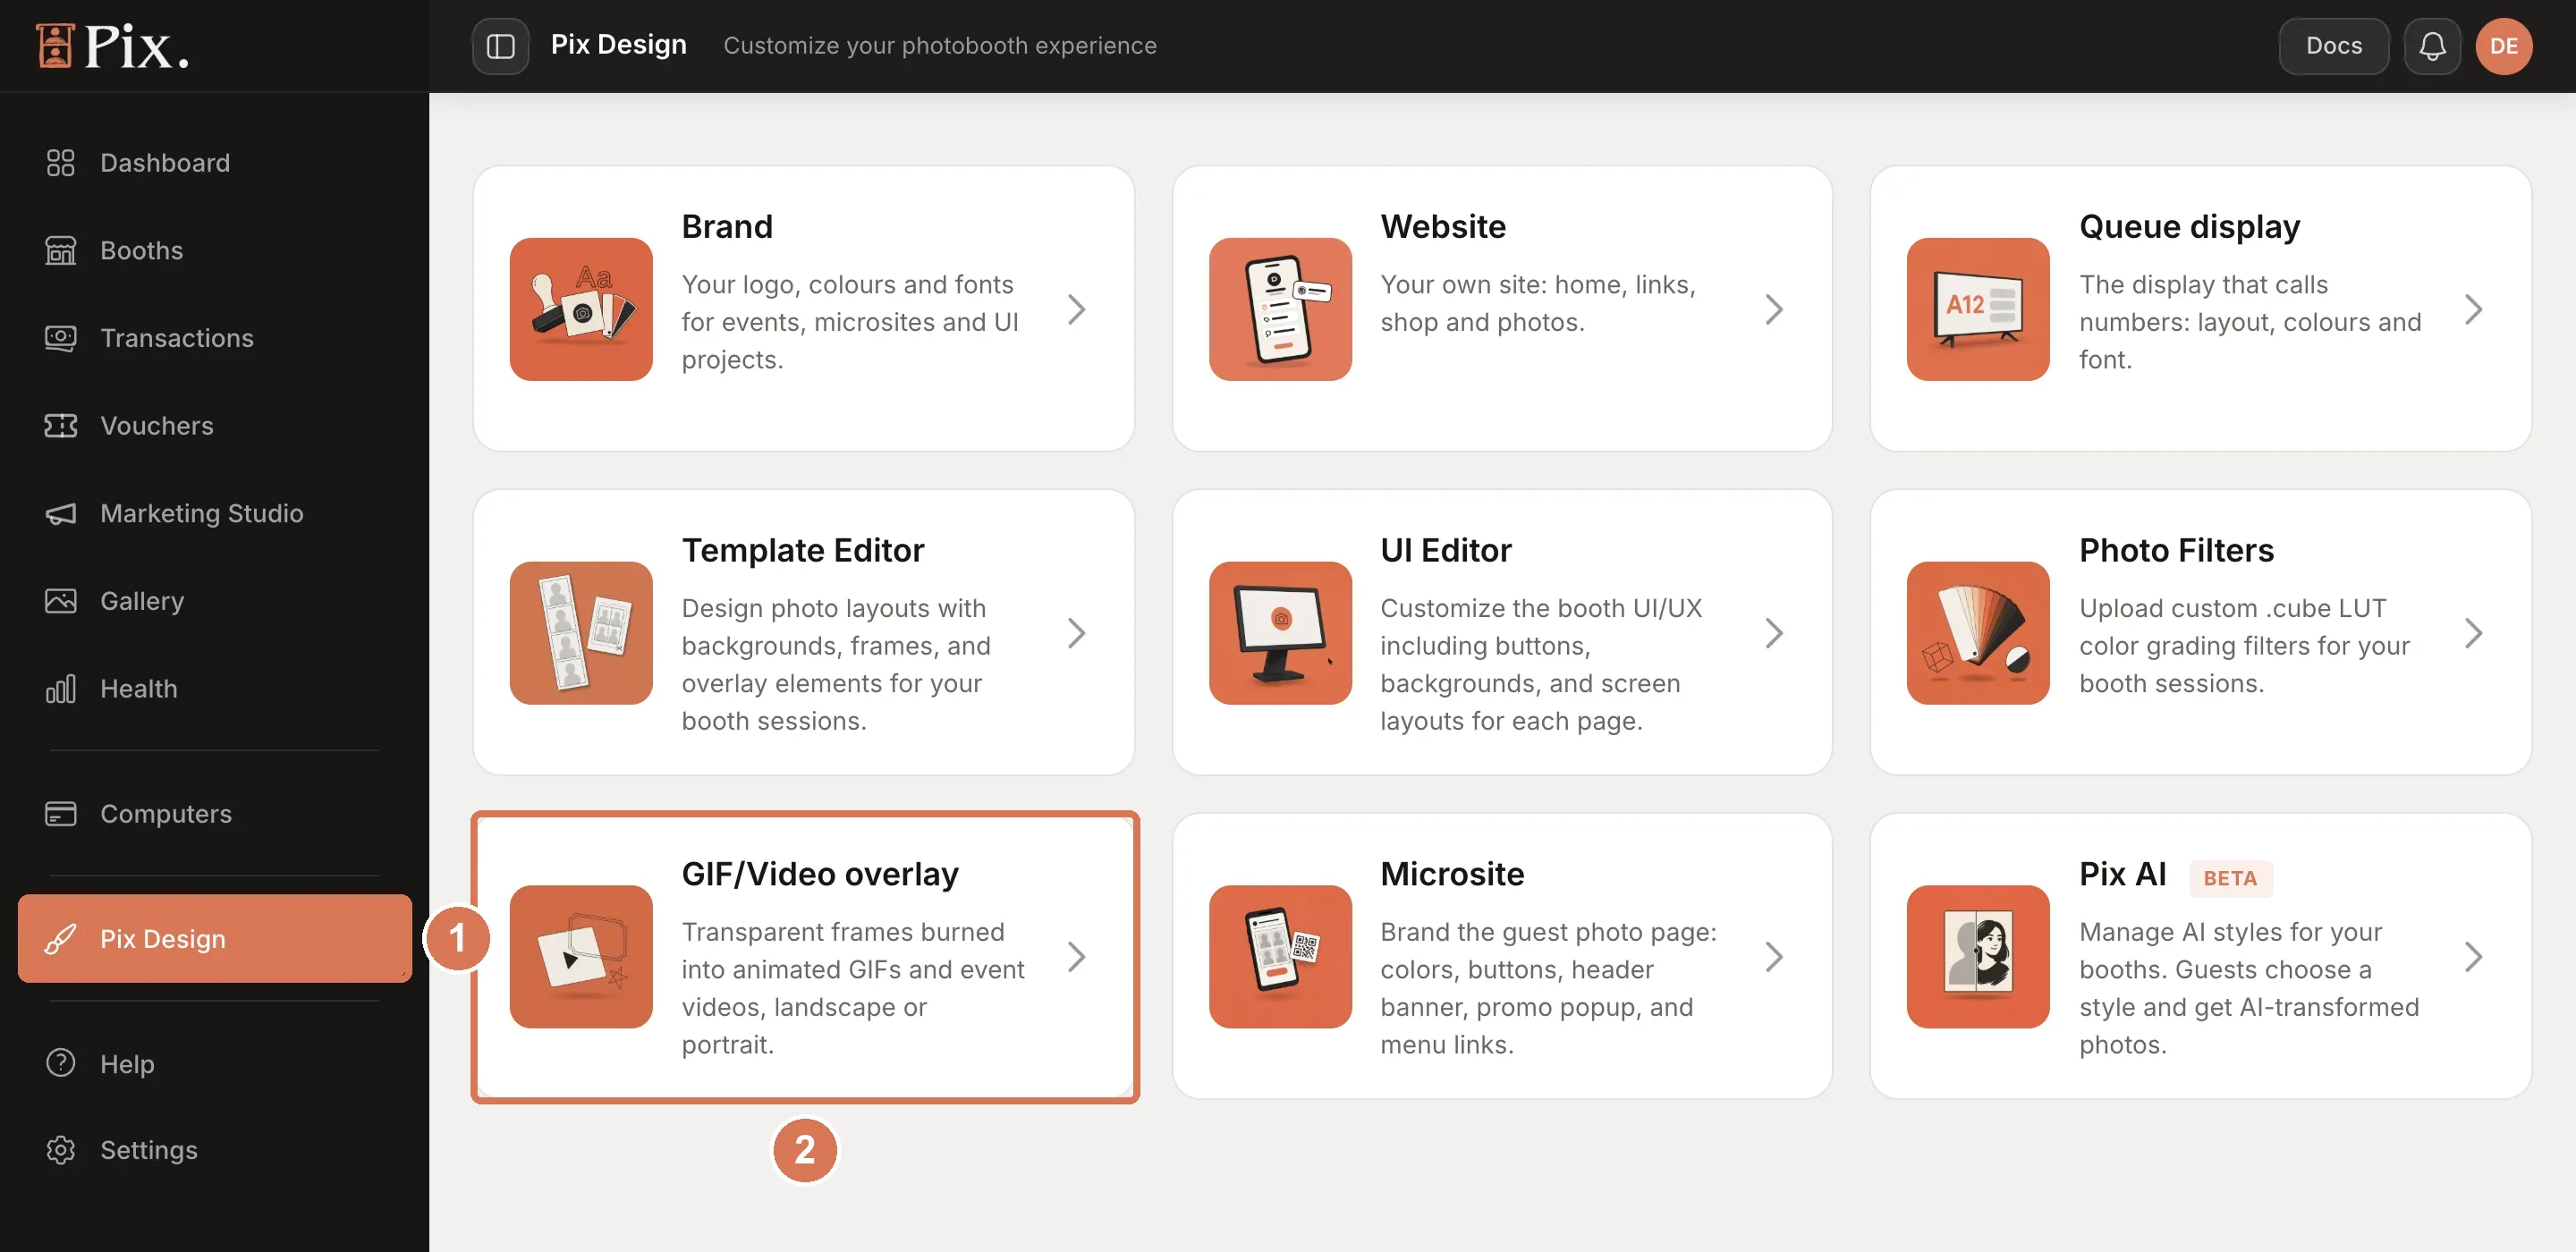 Pix.
Pix Design
Customize your photobooth experience
Docs
DE
Dashboard
Booths
Transactions
Vouchers
Marketing Studio
Gallery
Health
Computers
Pix Design
Help
Settings
1
Brand
Your logo, colours and fonts
for events, microsites and UI
projects.
Aa
Website
Your own site: home, links,
shop and photos.
Queue display
The display that calls
numbers: layout, colours and
font.
A12
Template Editor
Design photo layouts with
backgrounds, frames, and
overlay elements for your
booth sessions.
UI Editor
Customize the booth UI/UX
including buttons,
backgrounds, and screen
layouts for each page.
Photo Filters
Upload custom .cube LUT
color grading filters for your
booth sessions.
GIF/Video overlay
Transparent frames burned
into animated GIFs and event
videos, landscape or
portrait.
2
Microsite
Brand the guest photo page:
colors, buttons, header
banner, promo popup, and
menu links.
Pix AI
BETA
Manage AI styles for your
booths. Guests choose a
style and get AI-transformed
photos.